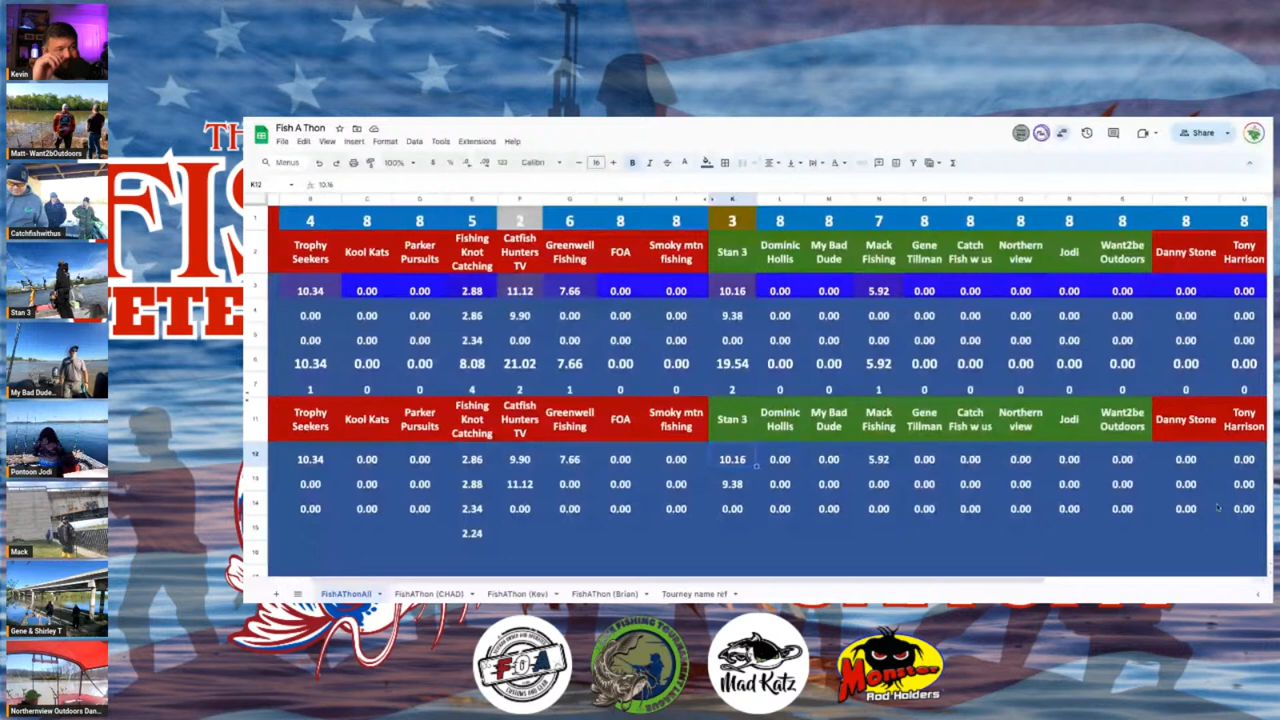 Kevin
Matt- Want2bOutdoors
Catchfishwithus
Stan 3
My Bad Dude...
Pontoon Jodi
Mack
Gene & Shirley T
Northernview Outdoors Dan...
TH
FIS
ETE
Fish A Thon
File Edit View Insert Format Data Tools Extensions Help
Share
Menus 100% $ % .0 .00 123 Calibri - 16 + B I A
K12 10.16
B C D E F G H I K L M N O P Q R S T U
1 4 8 8 5 2 6 8 8 3 8 8 7 8 8 8 8 8 8 8
2 Trophy Seekers Kool Kats Parker Pursuits Fishing Knot Catching Catfish Hunters TV Greenwell Fishing FOA Smoky mtn fishing Stan 3 Dominic Hollis My Bad Dude Mack Fishing Gene Tillman Catch Fish w us Northern view Jodi Want2be Outdoors Danny Stone Tony Harrison
3 10.34 0.00 0.00 2.88 11.12 7.66 0.00 0.00 10.16 0.00 0.00 5.92 0.00 0.00 0.00 0.00 0.00 0.00 0.00
4 0.00 0.00 0.00 2.86 9.90 0.00 0.00 0.00 9.38 0.00 0.00 0.00 0.00 0.00 0.00 0.00 0.00 0.00 0.00
5 0.00 0.00 0.00 2.34 0.00 0.00 0.00 0.00 0.00 0.00 0.00 0.00 0.00 0.00 0.00 0.00 0.00 0.00 0.00
6 10.34 0.00 0.00 8.08 21.02 7.66 0.00 0.00 19.54 0.00 0.00 5.92 0.00 0.00 0.00 0.00 0.00 0.00 0.00
7 1 0 0 4 2 1 0 0 2 0 0 1 0 0 0 0 0 0 0
11 Trophy Seekers Kool Kats Parker Pursuits Fishing Knot Catching Catfish Hunters TV Greenwell Fishing FOA Smoky mtn fishing Stan 3 Dominic Hollis My Bad Dude Mack Fishing Gene Tillman Catch Fish w us Northern view Jodi Want2be Outdoors Danny Stone Tony Harrison
12 10.34 0.00 0.00 2.86 9.90 7.66 0.00 0.00 10.16 0.00 0.00 5.92 0.00 0.00 0.00 0.00 0.00 0.00 0.00
13 0.00 0.00 0.00 2.88 11.12 0.00 0.00 0.00 9.38 0.00 0.00 0.00 0.00 0.00 0.00 0.00 0.00 0.00 0.00
14 0.00 0.00 0.00 2.34 0.00 0.00 0.00 0.00 0.00 0.00 0.00 0.00 0.00 0.00 0.00 0.00 0.00 0.00 0.00
15 2.24
16
FishAThonAll FishAThon (CHAD) FishAThon (Kev) FishAThon (Brian) Tourney name ref
FOA
CUSTOMS AND GEAR
Mad Katz
Monster
Rod Holders